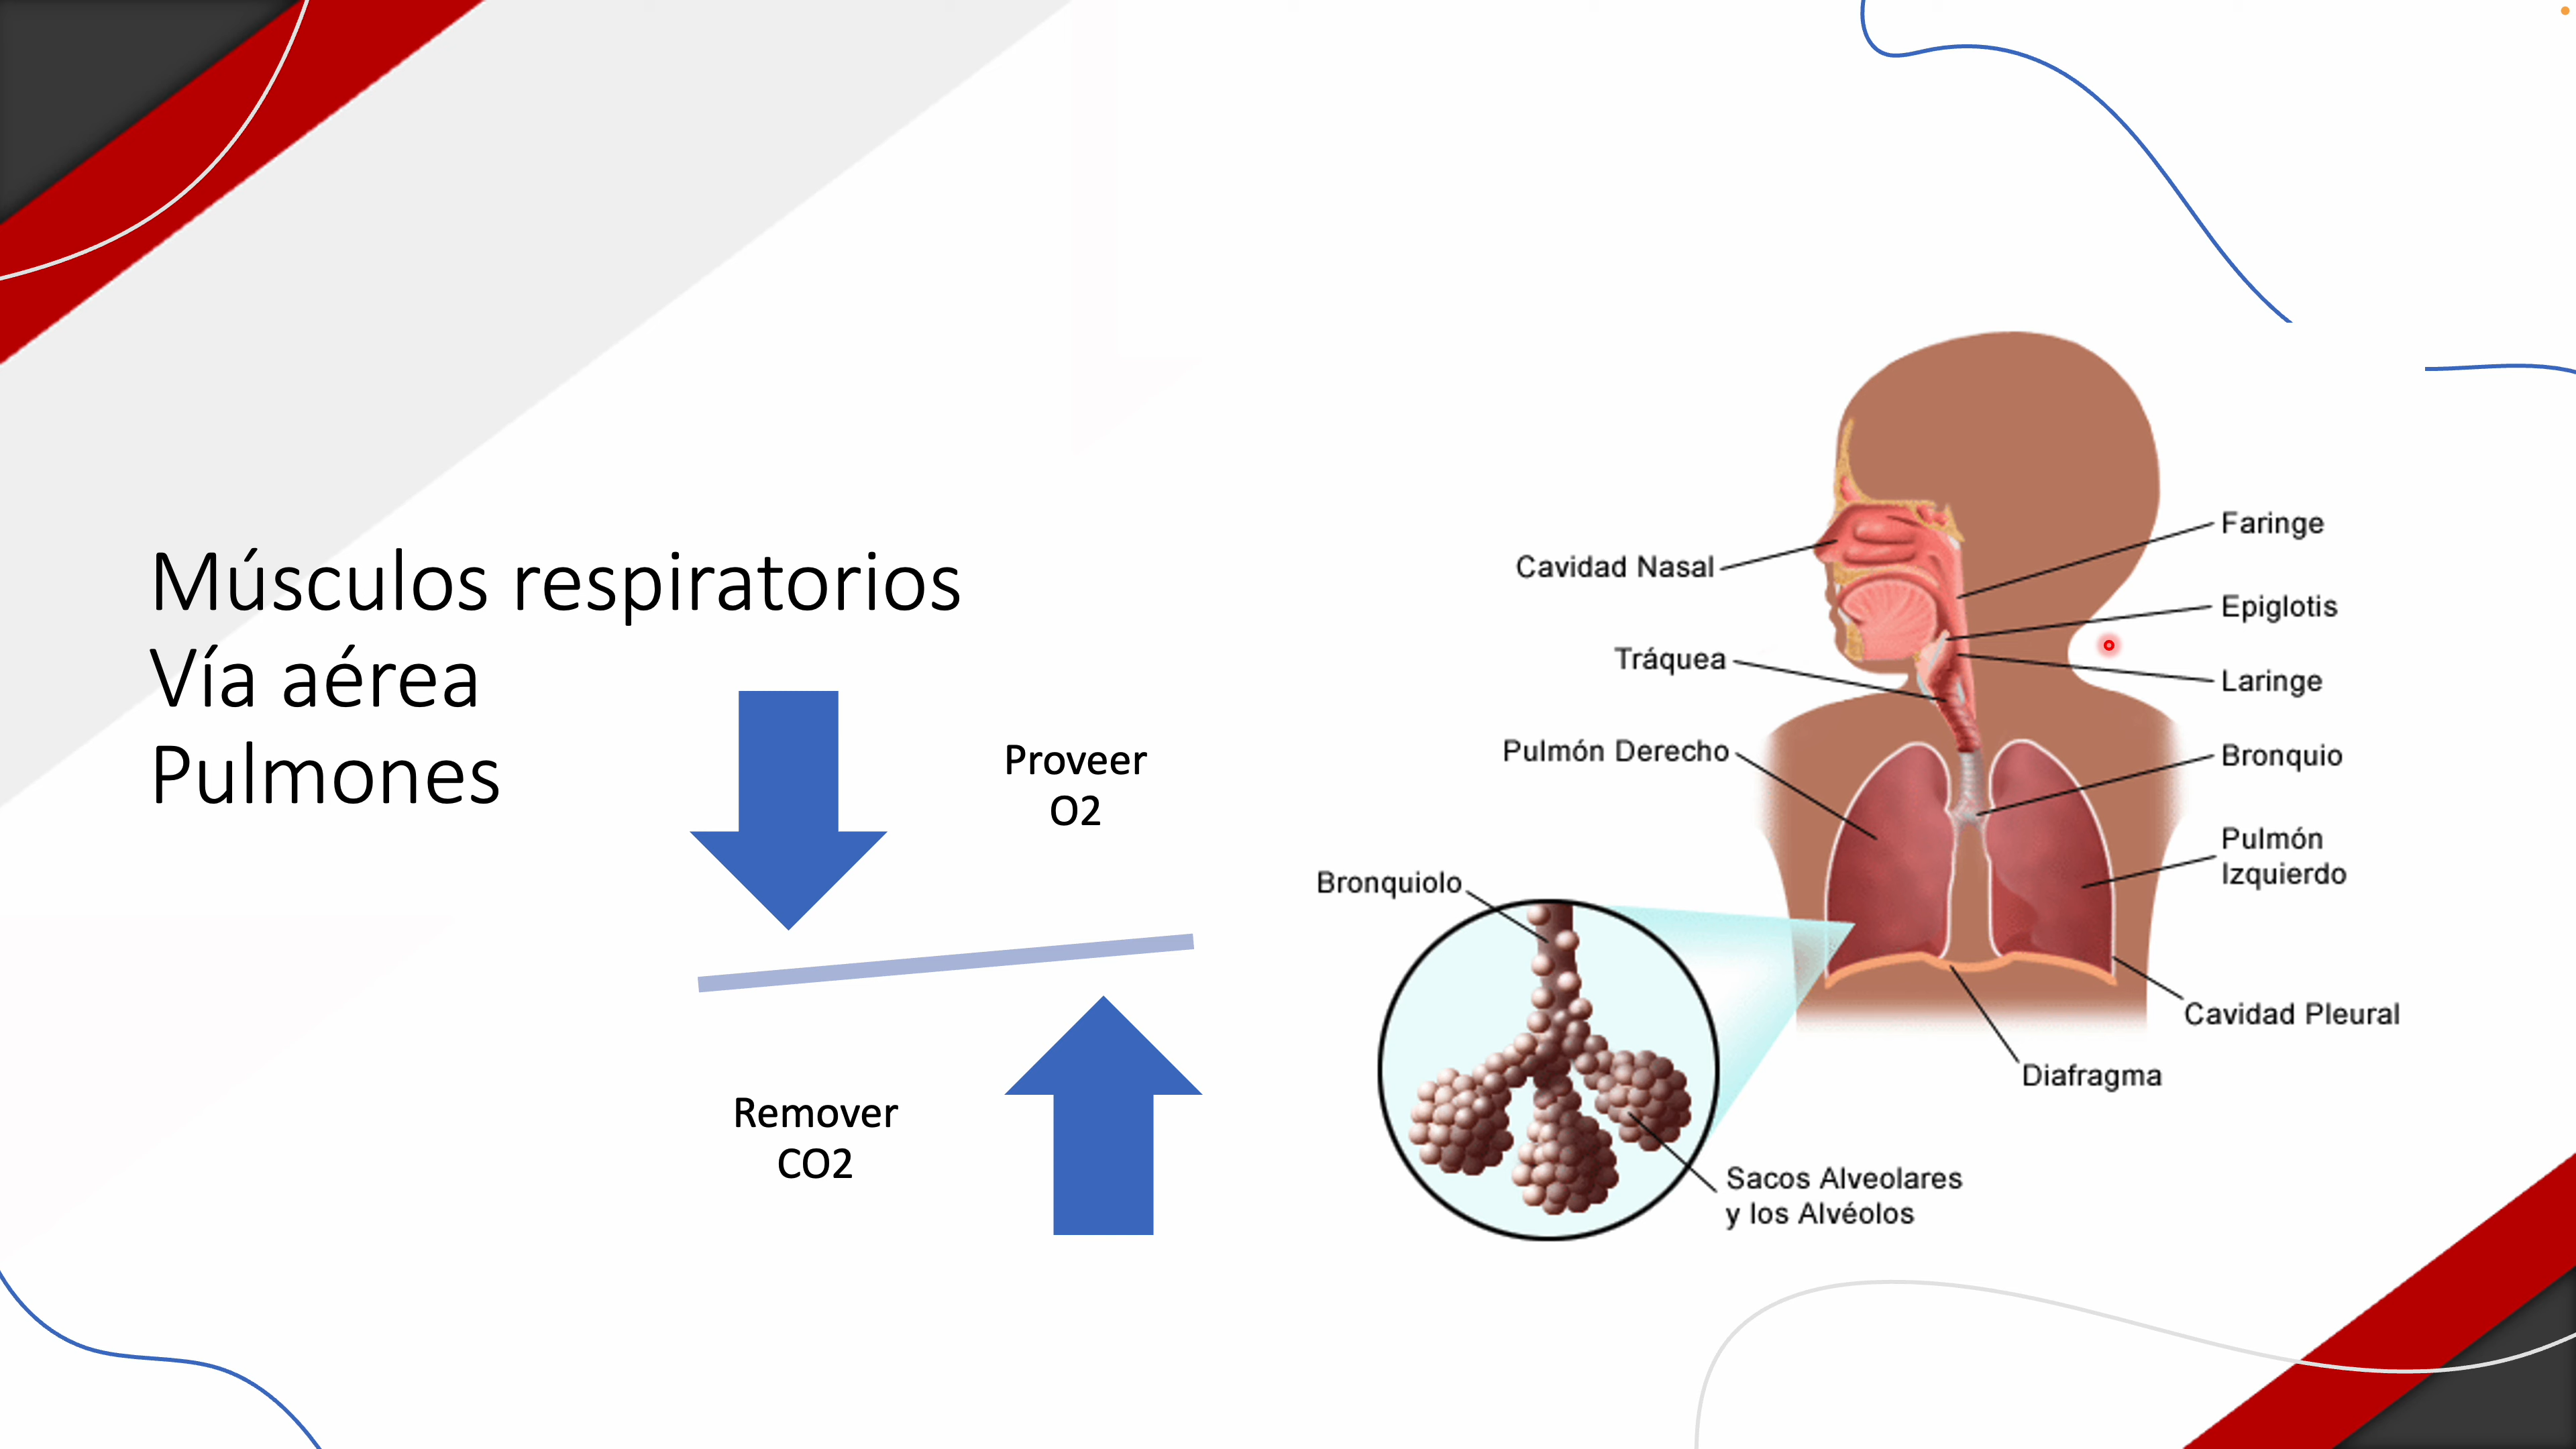 Músculos respiratorios
Vía aérea
Pulmones
Proveer
O2
Remover
CO2
Cavidad Nasal
Tráquea
Pulmón Derecho
Bronquiolo
Faringe
Epiglotis
Laringe
Bronquio
Pulmón
Izquierdo
Cavidad Pleural
Diafragma
Sacos Alveolares
y los Alvéolos